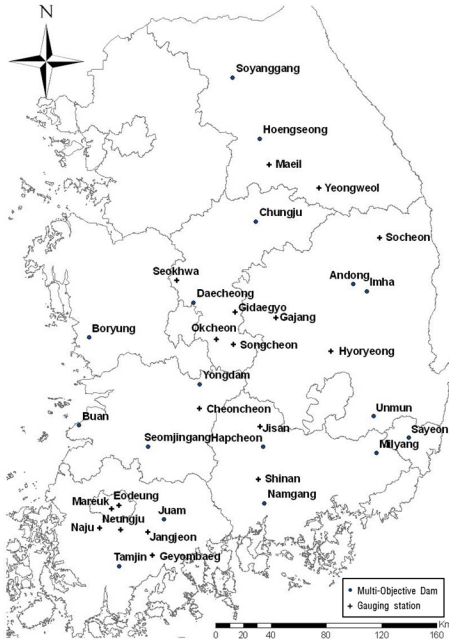 N
Soyanggang
Hoengseong
Maeil
Yeongweol
Chungju
Socheon
Seokhwa
Andong
Imha
Daecheong
Gidaegyo
Gajang
Okcheon
Songcheon
Boryung
Hyoryeong
Yongdam
Cheoncheon
Unmun
Buan
Jisan
Sayeon
Seomjingang
Hapcheon
Milyang
Shinan
Namgang
Mareuk
Eodeung
Juam
Neungju
Naju
Jangjeon
Tamjin
Geyombaeg
Multi-Objective Dam
Gauging station
Km
0 20 40 80 120 160